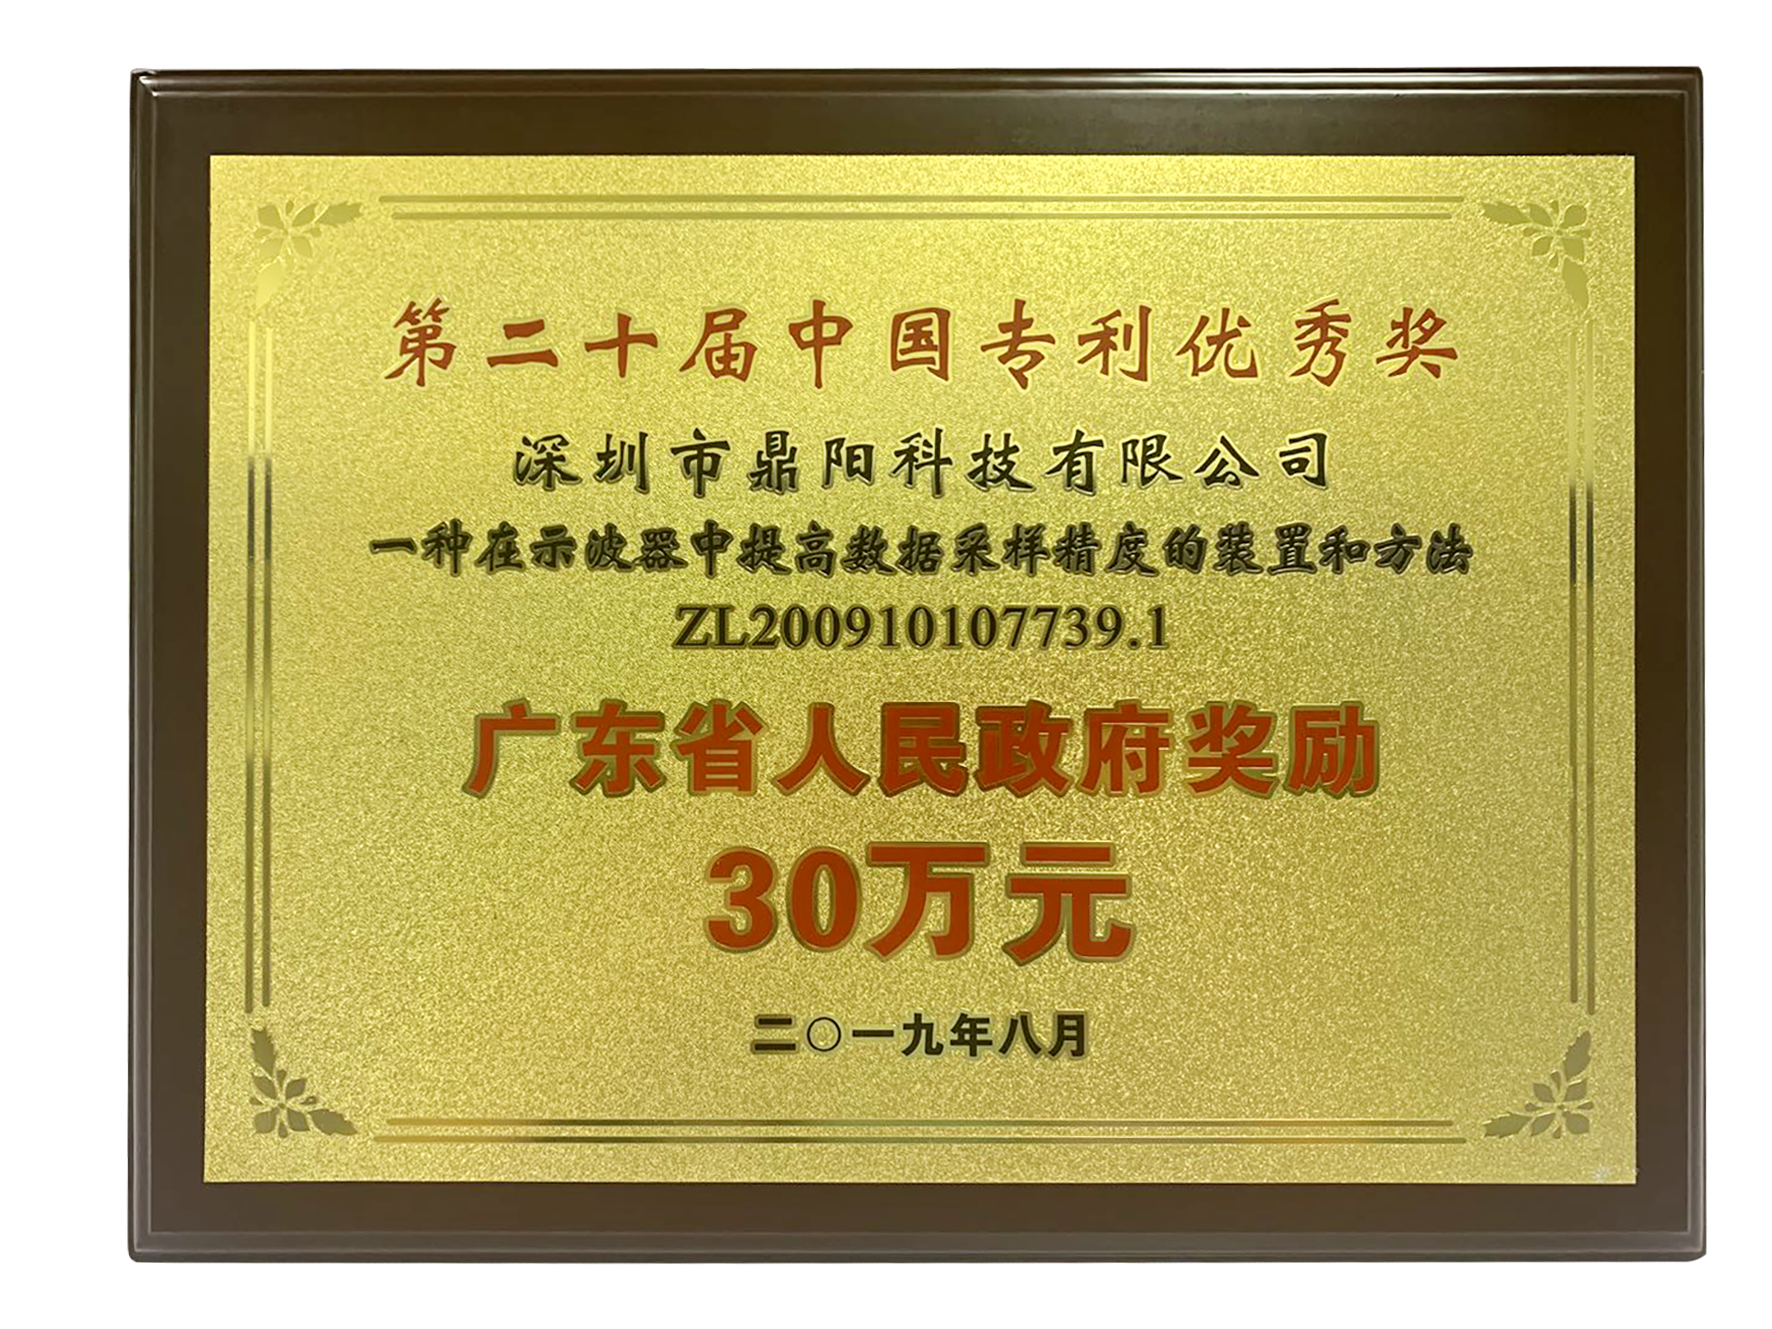 第二十届中国专利优秀奖
深圳市鼎阳科技有限公司
一种在示波器中提高数据采样精度的装置和方法
ZL200910107739.1
广东省人民政府奖励
30万元
二〇一九年八月